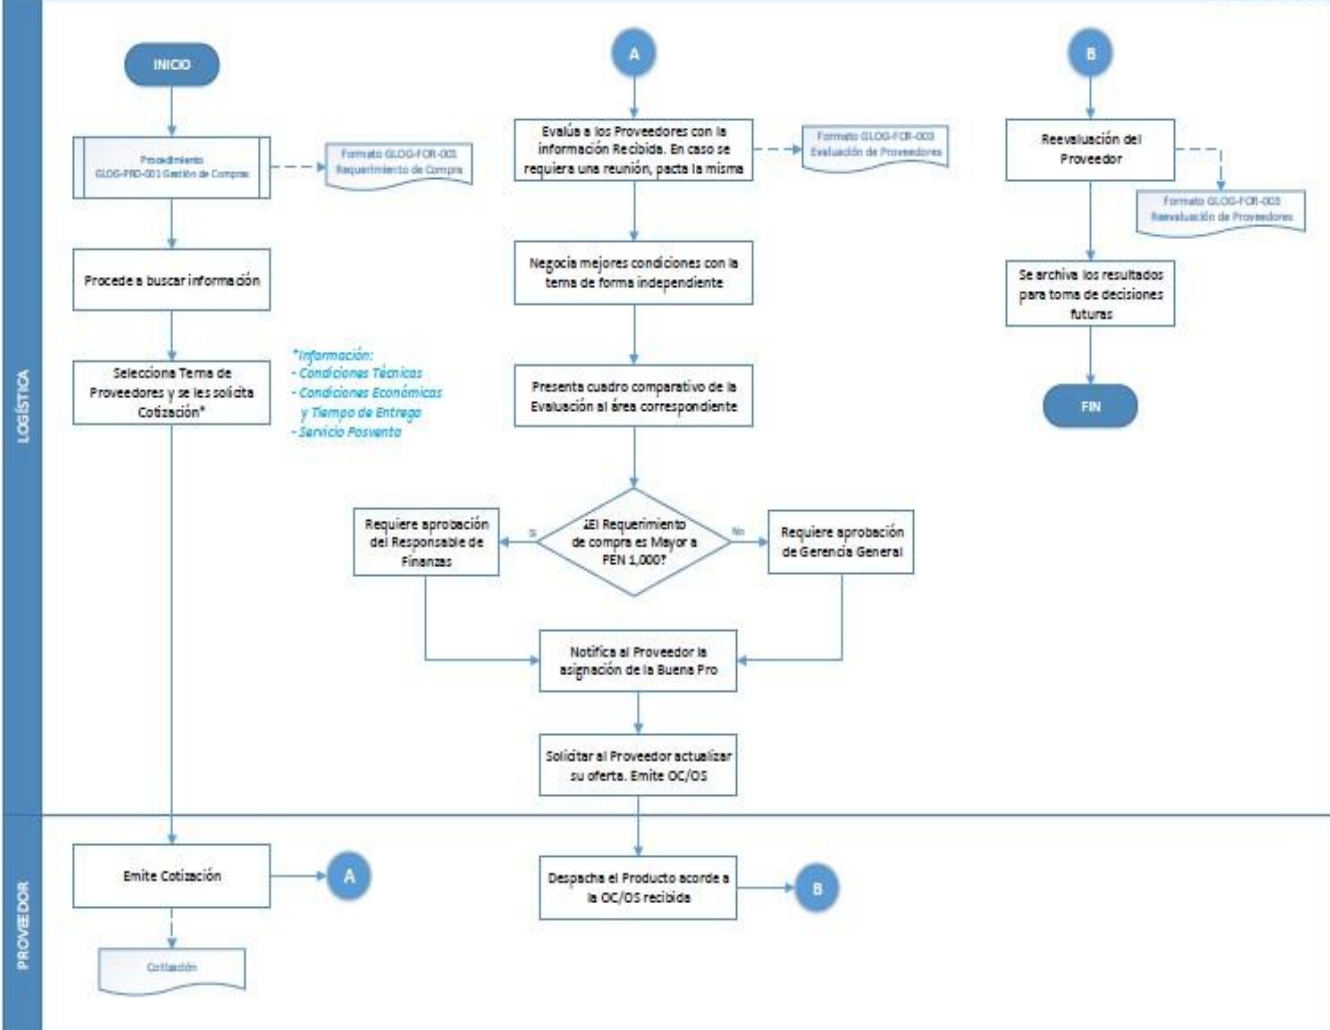 LOGÍSTICA
INICIO
Procedimiento
GLOG-PRO-001 Gestión de Compras
Formato GLOG-FOR-001
Requerimiento de Compra
Procede a buscar información
Selecciona Terna de
Proveedores y se les solicita
Cotización*
*Información:
- Condiciones Técnicas
- Condiciones Económicas
y Tiempo de Entrega
- Servicio Posventa
A
Evalúa a los Proveedores con la
información Recibida. En caso se
requiera una reunión, pacta la misma
Formato GLOG-FOR-003
Evaluación de Proveedores
Negocia mejores condiciones con la
terna de forma independiente
Presenta cuadro comparativo de la
Evaluación al área correspondiente
¿El Requerimiento
de compra es Mayor a
PEN 1,000?
Si
No
Requiere aprobación
del Responsable de
Finanzas
Requiere aprobación
de Gerencia General
Notifica al Proveedor la
asignación de la Buena Pro
Solicitar al Proveedor actualizar
su oferta. Emite OC/OS
B
Reevaluación del
Proveedor
Formato GLOG-FOR-003
Reevaluación de Proveedores
Se archiva los resultados
para toma de decisiones
futuras
FIN
PROVEEDOR
Emite Cotización
A
Cotización
Despacha el Producto acorde a
la OC/OS recibida
B